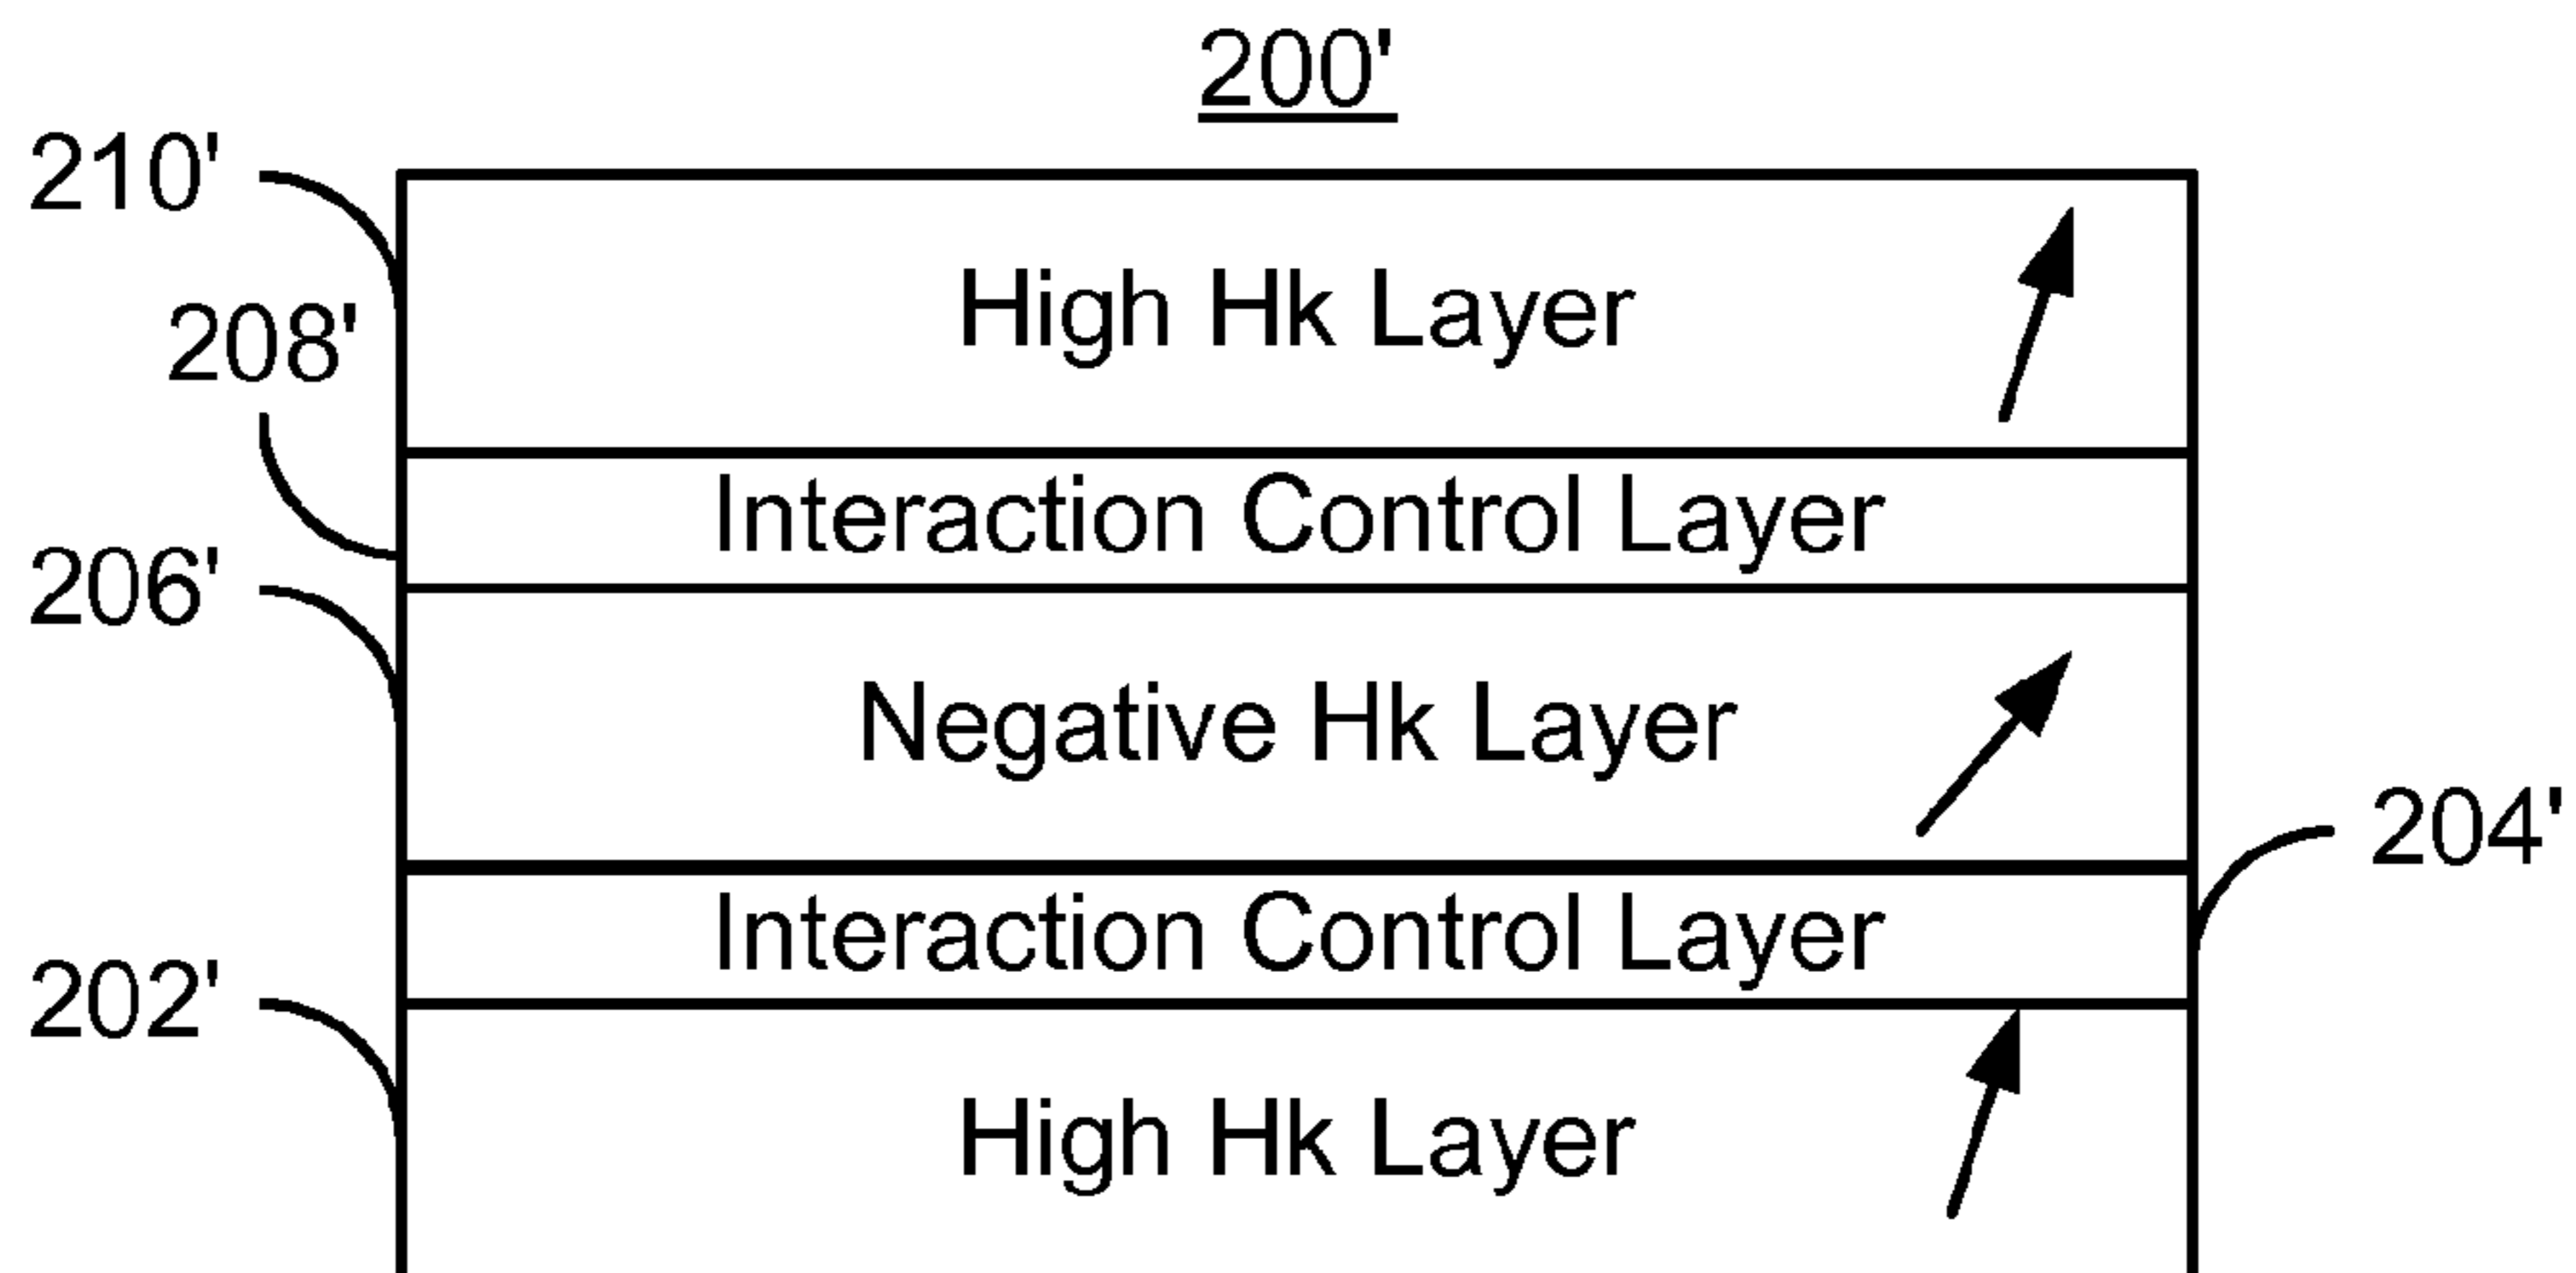 200'
210'
High Hk Layer
208'
Interaction Control Layer
206'
Negative Hk Layer
204'
Interaction Control Layer
202'
High Hk Layer